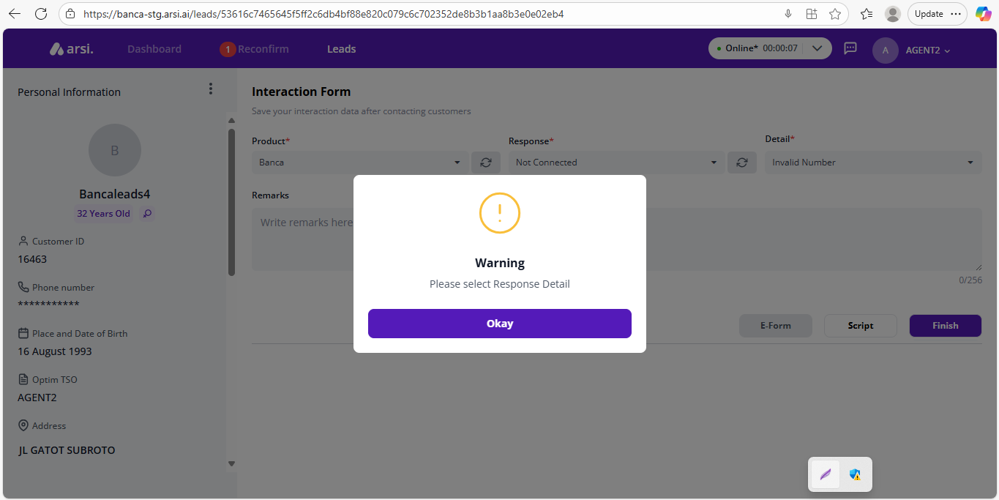 https://banca-stg.arsi.ai/leads/53616c7465645f5ff2c6db4bf88e820c079c6c702352de8b3b1aa8b3e0e02eb4
Update
arsi.
Dashboard
1 Reconfirm
Leads
Online* 00:00:07
A
AGENT2
Personal Information
B
Bancaleads4
32 Years Old
Customer ID
16463
Phone number
***********
Place and Date of Birth
16 August 1993
Optim TSO
AGENT2
Address
JL GATOT SUBROTO
Interaction Form
Save your interaction data after contacting customers
Product* Response* Detail*
Banca Not Connected Invalid Number
Remarks
Write remarks here
0/256
E-Form Script Finish
Warning
Please select Response Detail
Okay